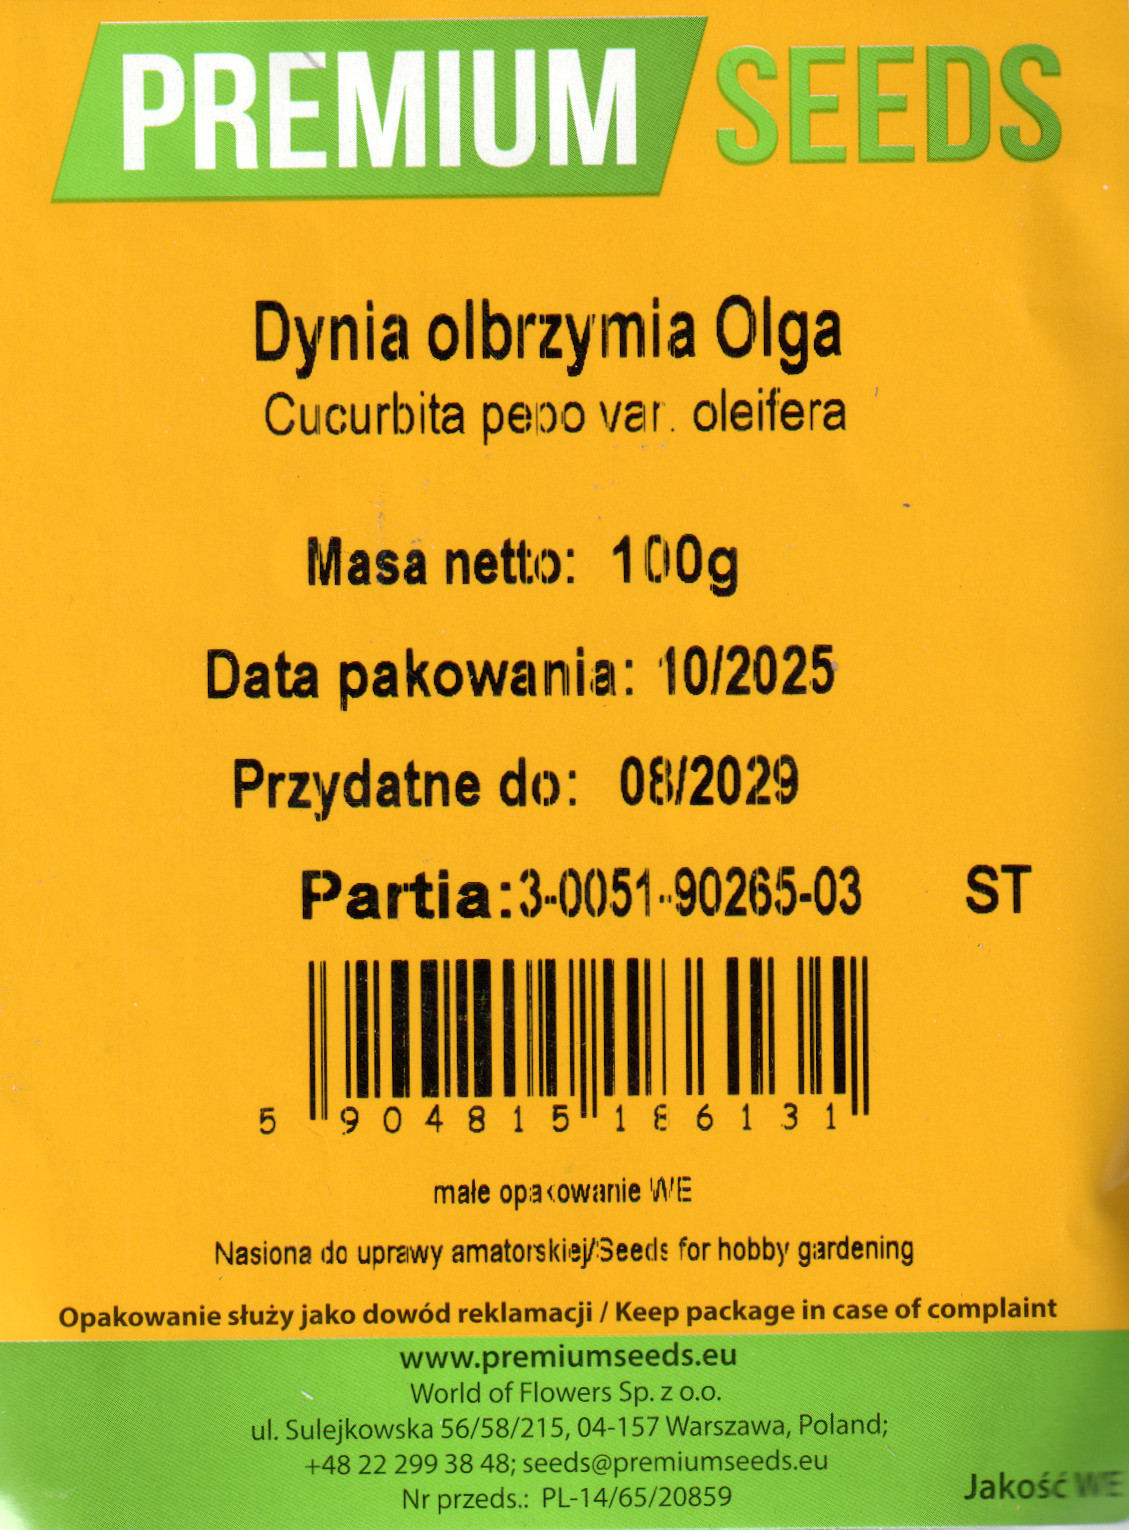 PREMIUM SEEDS
Dynia olbrzymia Olga
Cucurbita pepo var. oleifera
Masa netto: 100g
Data pakowania: 10/2025
Przydatne do: 08/2029
Partia:3-0051-90265-03 ST
5 904815 186131
małe opakowanie WE
Nasiona do uprawy amatorskiej/Seeds for hobby gardening
Opakowanie służy jako dowód reklamacji / Keep package in case of complaint
www.premiumseeds.eu
World of Flowers Sp. z o.o.
ul. Sulejkowska 56/58/215, 04-157 Warszawa, Poland;
+48 22 299 38 48; seeds@premiumseeds.eu
Nr przeds.: PL-14/65/20859
Jakość WE